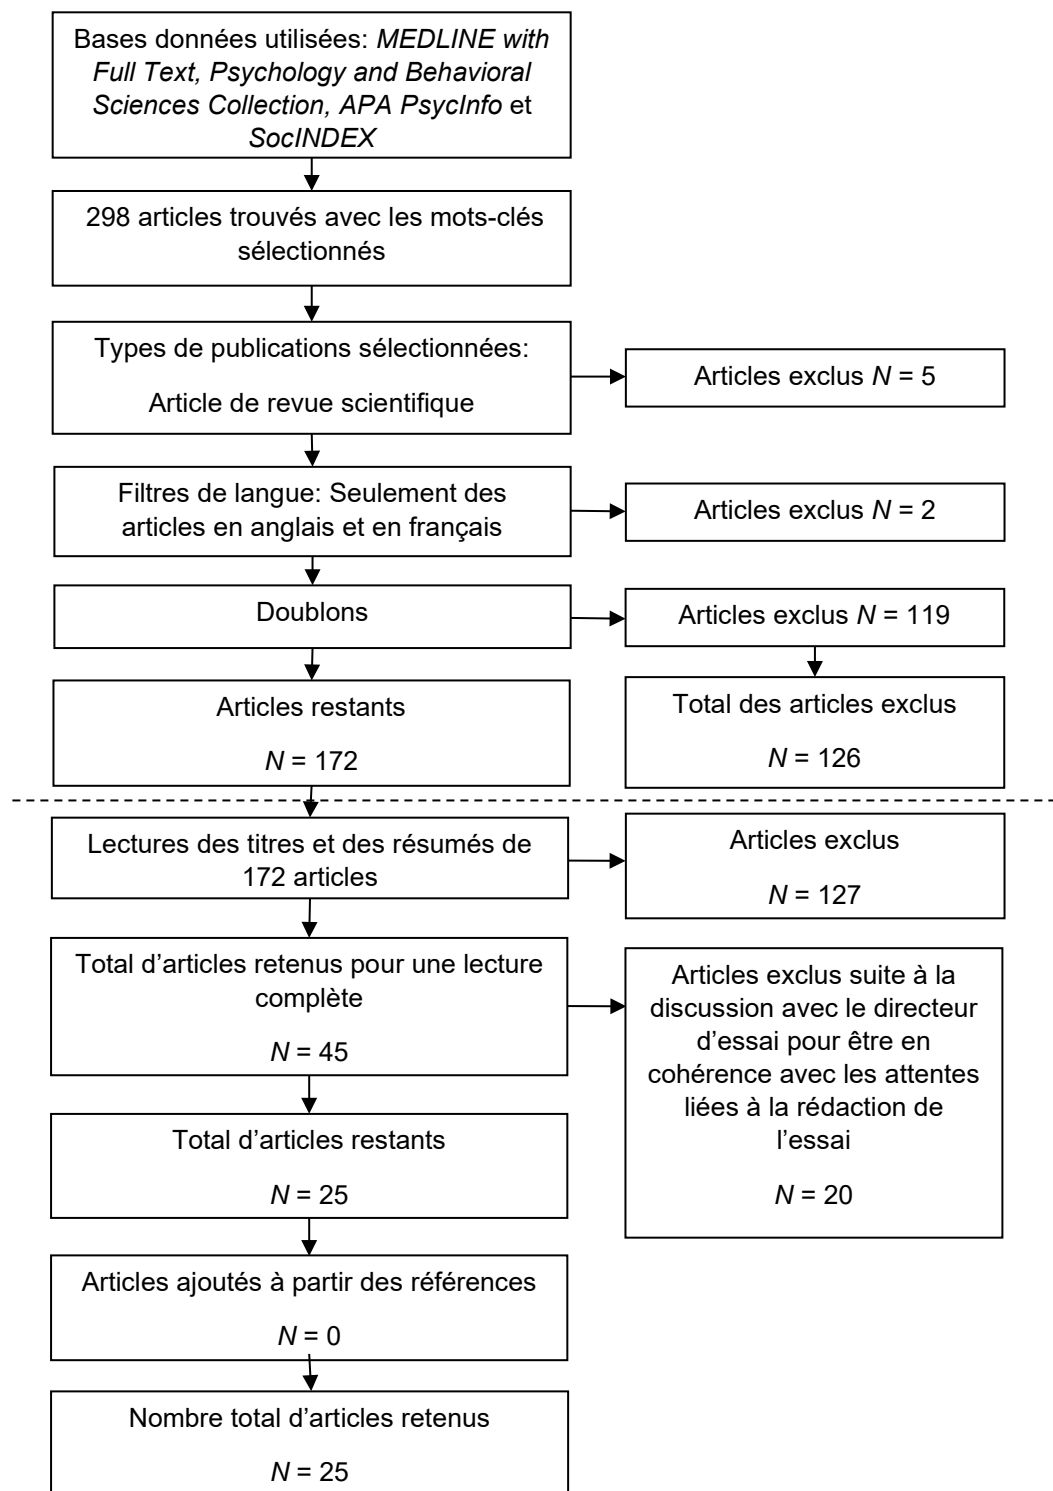 Bases données utilisées: MEDLINE with
Full Text, Psychology and Behavioral
Sciences Collection, APA PsycInfo et
SocINDEX
298 articles trouvés avec les mots-clés
sélectionnés
Types de publications sélectionnées:
Article de revue scientifique
Articles exclus N = 5
Filtres de langue: Seulement des
articles en anglais et en français
Articles exclus N = 2
Doublons
Articles exclus N = 119
Articles restants
N = 172
Total des articles exclus
N = 126
Lectures des titres et des résumés de
172 articles
Articles exclus
N = 127
Total d’articles retenus pour une lecture
complète
N = 45
Articles exclus suite à la
discussion avec le directeur
d’essai pour être en
cohérence avec les attentes
liées à la rédaction de
l’essai
N = 20
Total d’articles restants
N = 25
Articles ajoutés à partir des références
N = 0
Nombre total d’articles retenus
N = 25